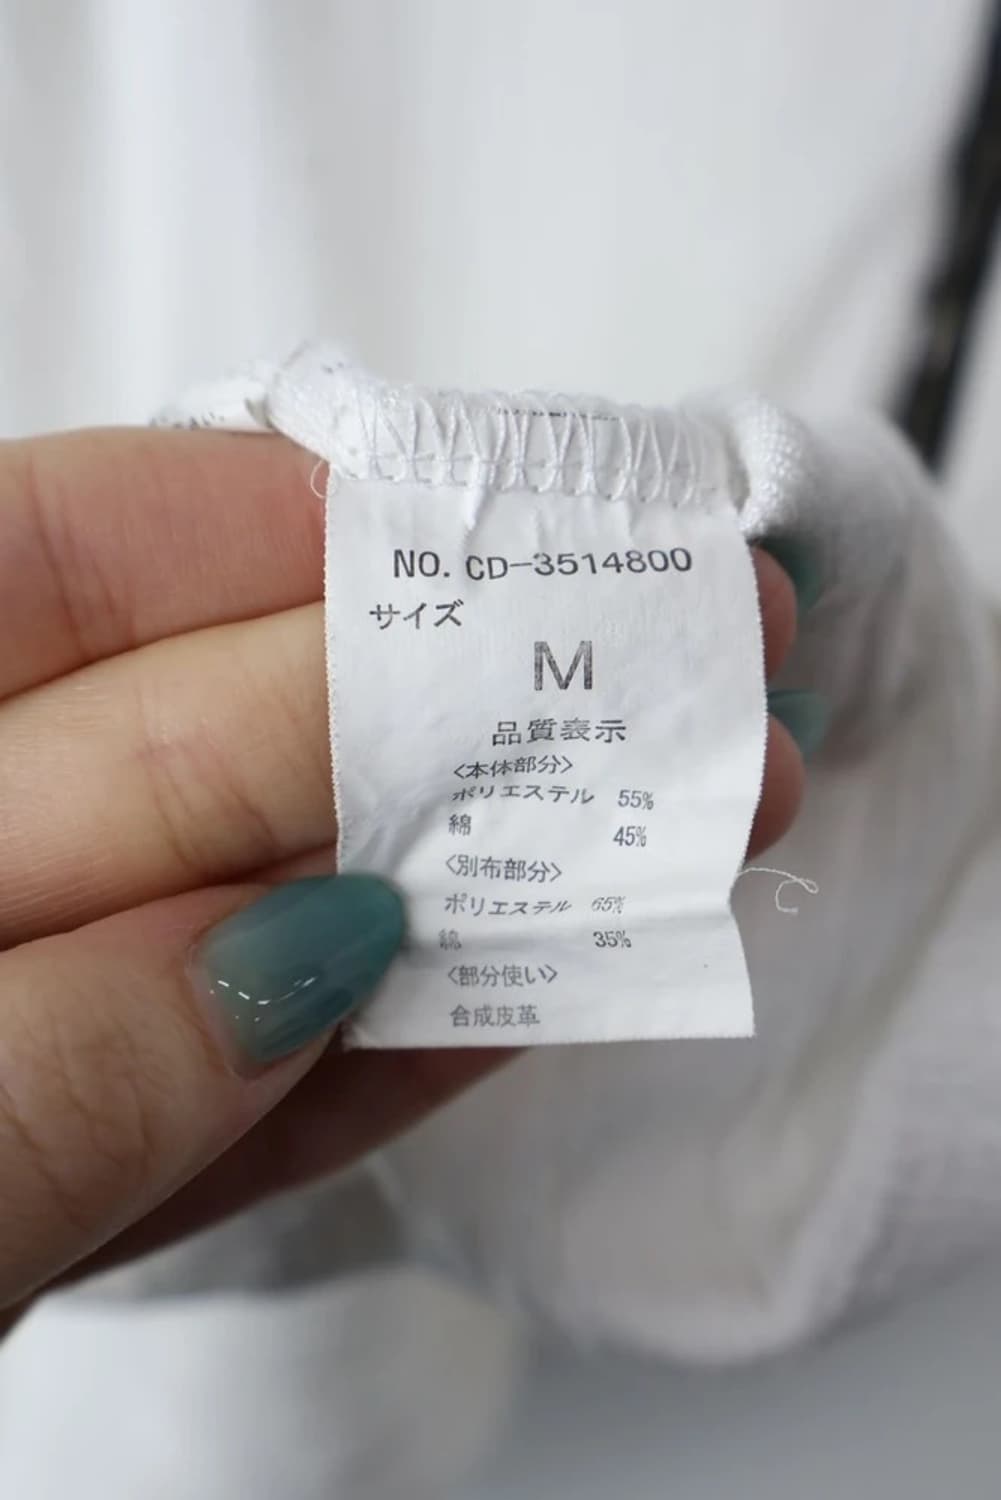 NO. CD-3514800
サイズ
M
品質表示
〈本体部分〉
ポリエステル 55%
綿 45%
〈別布部分〉
ポリエステル 65%
綿 35%
〈部分使い〉
合成皮革